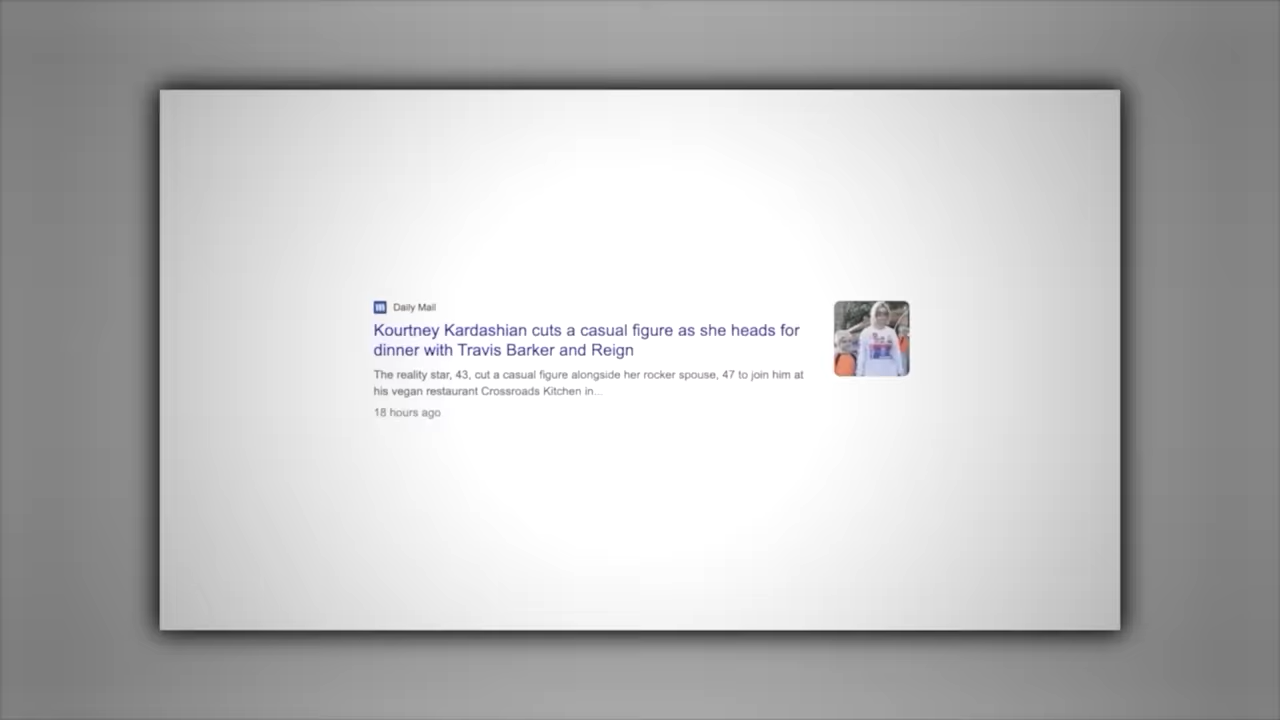 Daily Mail
Kourtney Kardashian cuts a casual figure as she heads for
dinner with Travis Barker and Reign
The reality star, 43, cut a casual figure alongside her rocker spouse, 47 to join him at
his vegan restaurant Crossroads Kitchen in...
18 hours ago